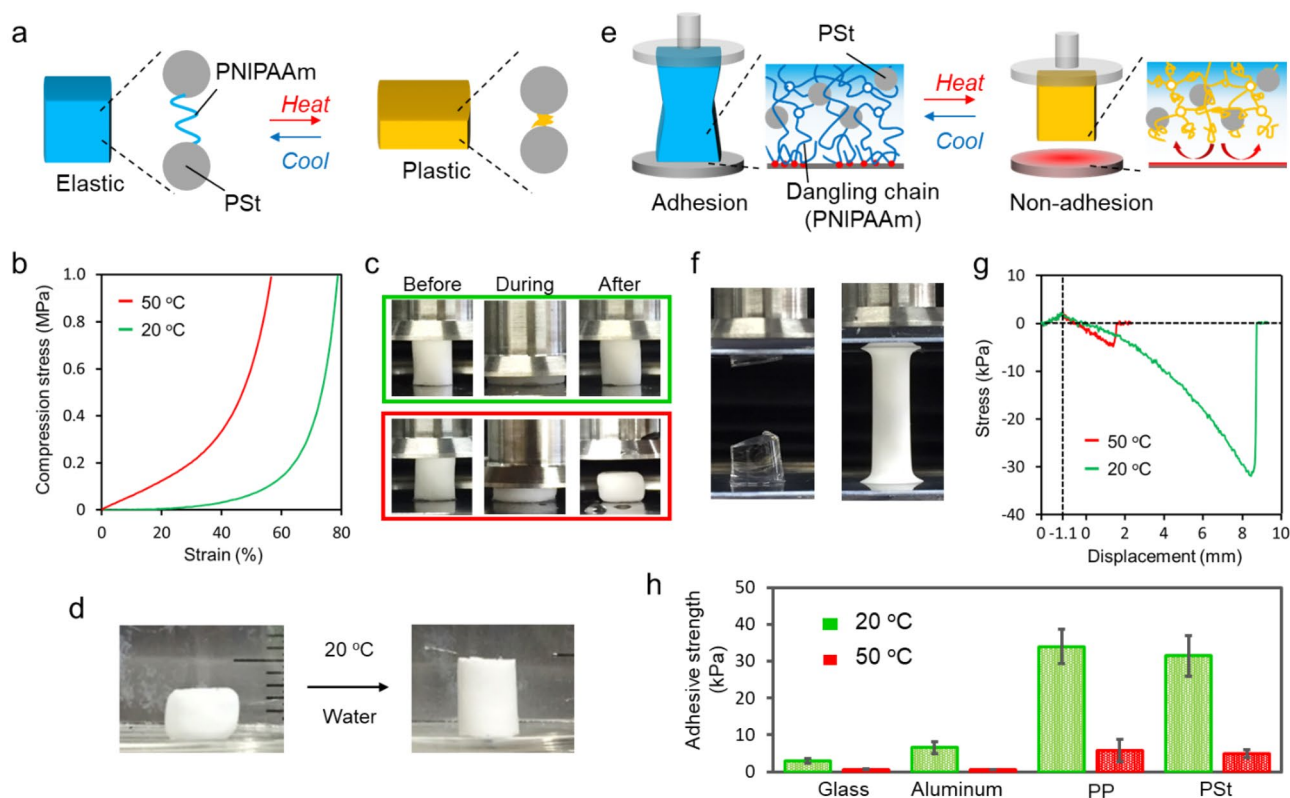 a
PNIPAAm
Heat
Cool
Elastic
PSt
Plastic
e
PSt
Heat
Cool
Adhesion
Dangling chain
(PNIPAAm)
Non-adhesion
b
Compression stress (MPa)
1.0
0.8
0.6
0.4
0.2
0
50 °C
20 °C
0 20 40 60 80
Strain (%)
c
Before During After
f
g
Stress (kPa)
10
0
-10
-20
-30
-40
50 °C
20 °C
0 -1.1 0 2 4 6 8 10
Displacement (mm)
d
20 °C
Water
h
Adhesive strength
(kPa)
50
40
30
20
10
0
20 °C
50 °C
Glass Aluminum PP PSt